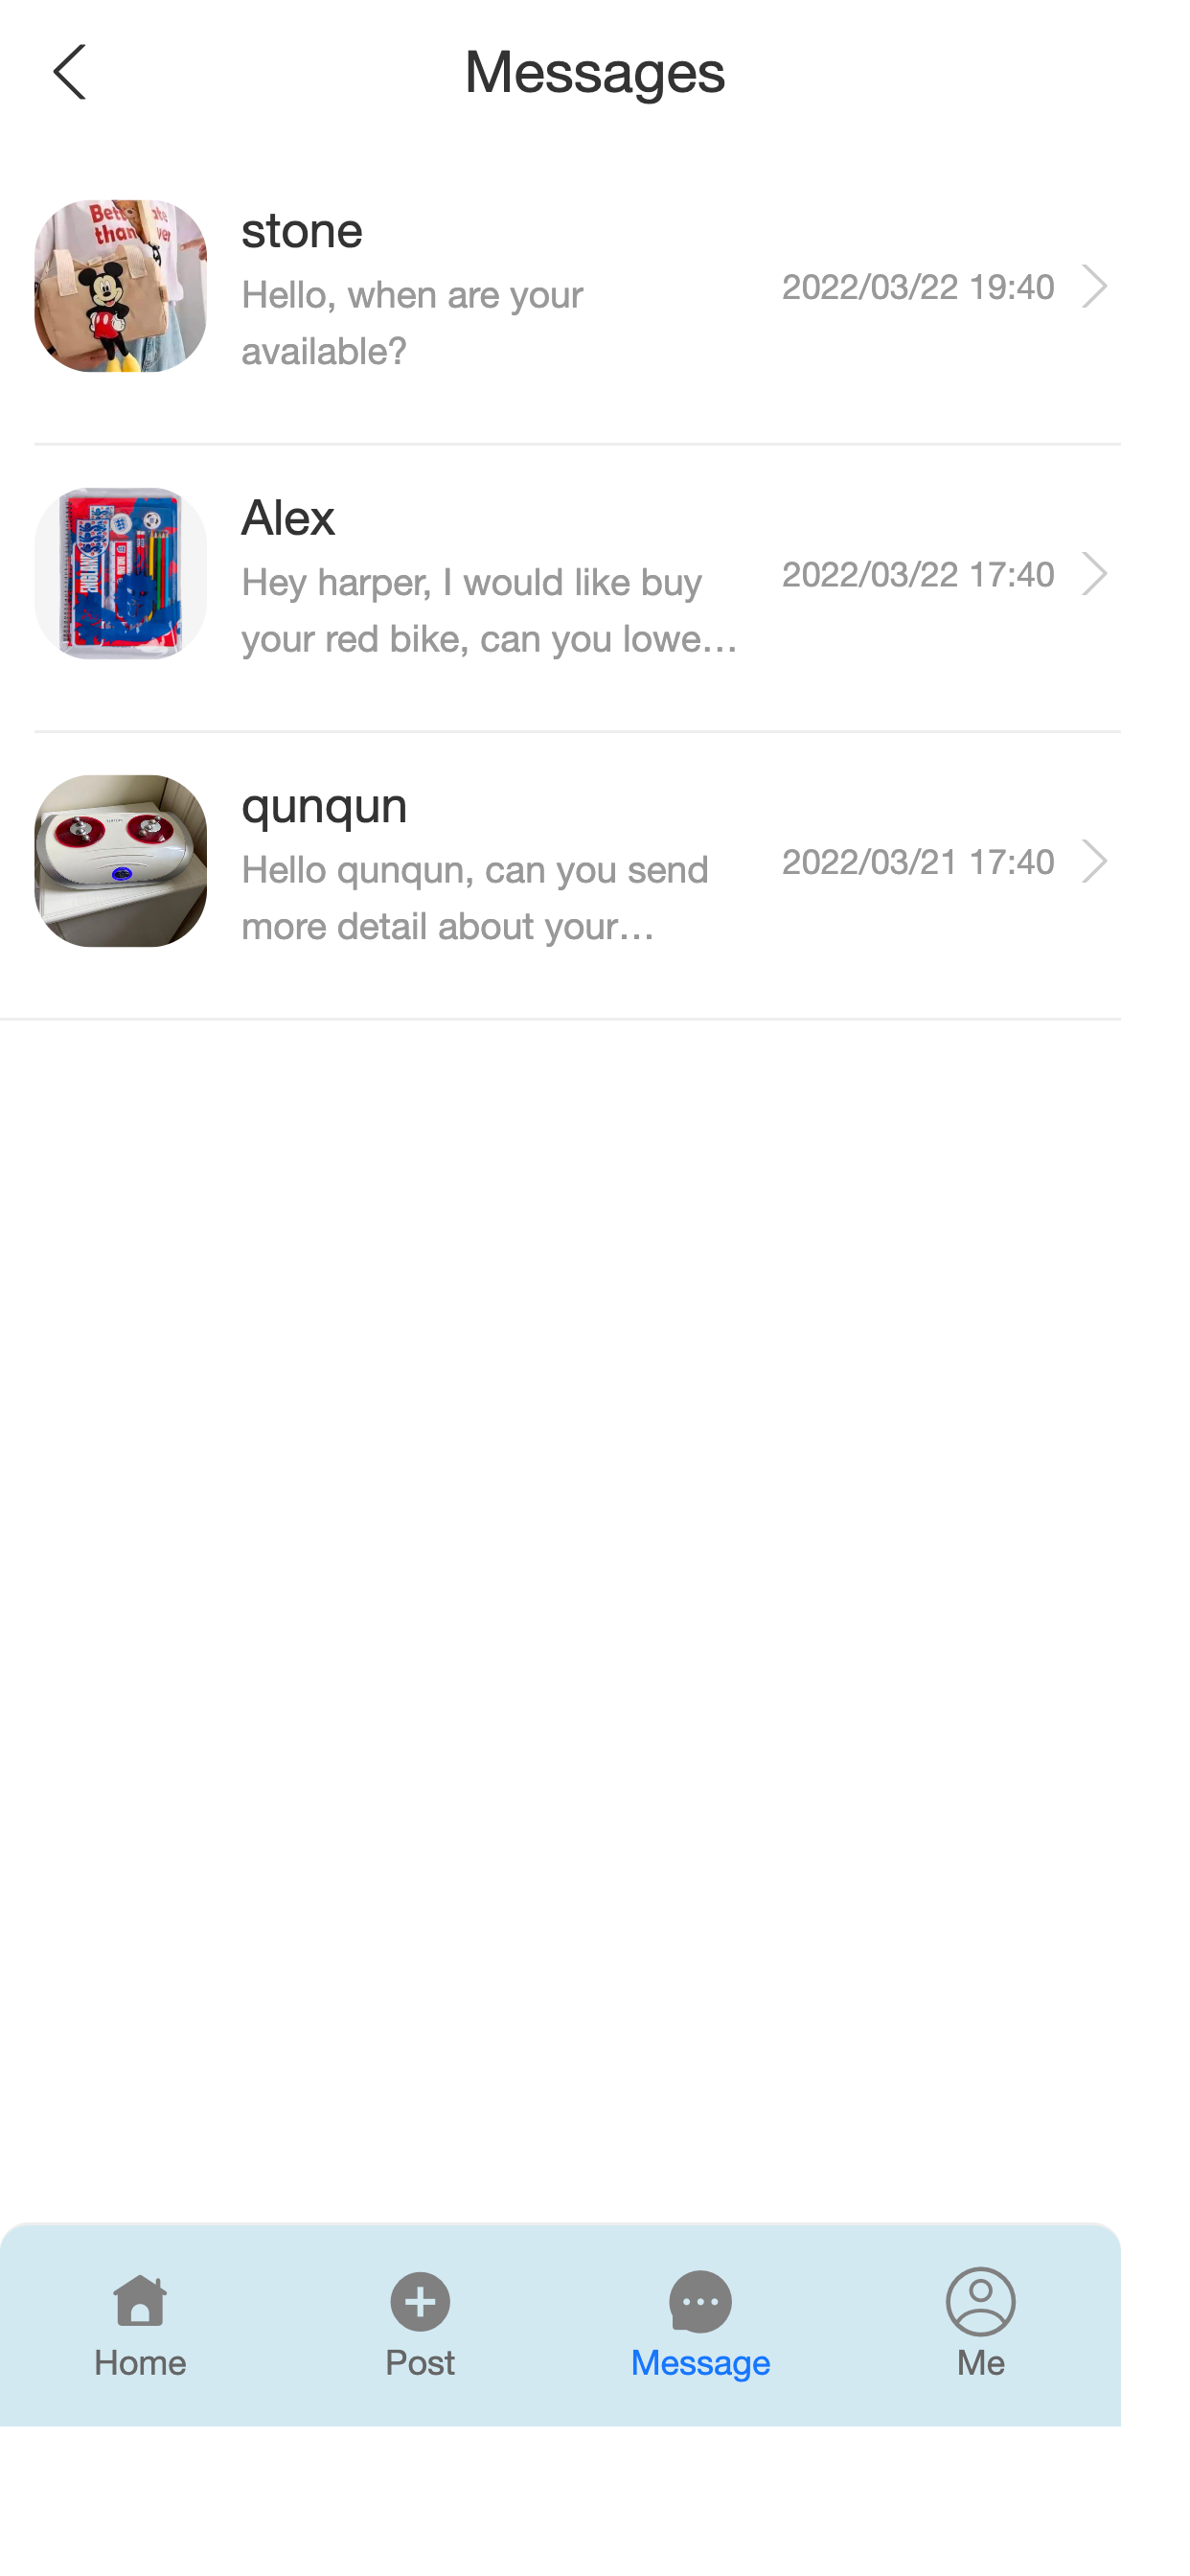 Messages
stone
Hello, when are your
available?
2022/03/22 19:40
Alex
Hey harper, I would like buy
your red bike, can you lowe...
2022/03/22 17:40
ENGLAND
qunqun
Hello qunqun, can you send
more detail about your...
2022/03/21 17:40
Home
Post
Message
Me